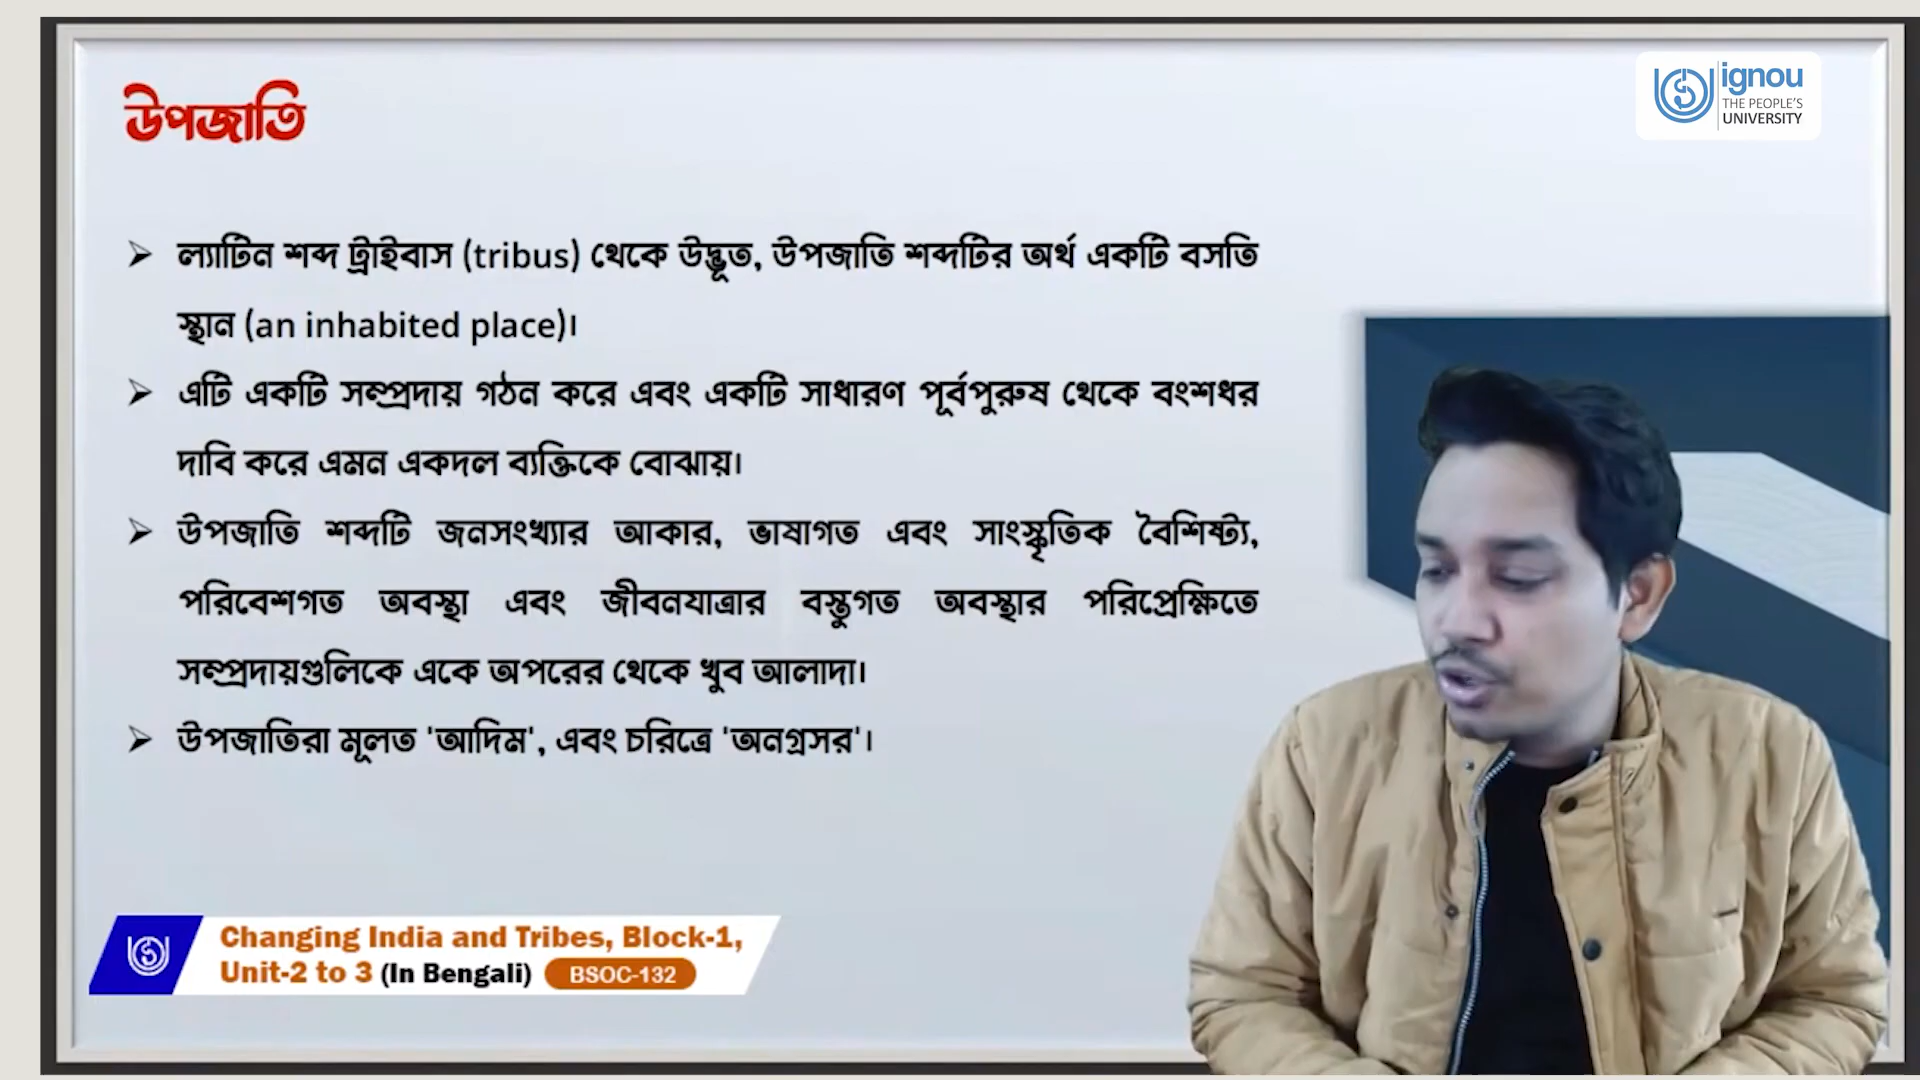 উপজাতি
ignou
THE PEOPLE'S
UNIVERSITY
➢ ল্যাটিন শব্দ ট্রাইবাস (tribus) থেকে উদ্ভূত, উপজাতি শব্দটির অর্থ একটি বসতি
স্থান (an inhabited place)।
➢ এটি একটি সম্প্রদায় গঠন করে এবং একটি সাধারণ পূর্বপুরুষ থেকে বংশধর
দাবি করে এমন একদল ব্যক্তিকে বোঝায়।
➢ উপজাতি শব্দটি জনসংখ্যার আকার, ভাষাগত এবং সাংস্কৃতিক বৈশিষ্ট্য,
পরিবেশগত অবস্থা এবং জীবনযাত্রার বস্তুগত অবস্থার পরিপ্রেক্ষিতে
সম্প্রদায়গুলিকে একে অপরের থেকে খুব আলাদা।
➢ উপজাতিরা মূলত 'আদিম', এবং চরিত্রে 'অনগ্রসর'।
Changing India and Tribes, Block-1,
Unit-2 to 3 (In Bengali) BSOC-132